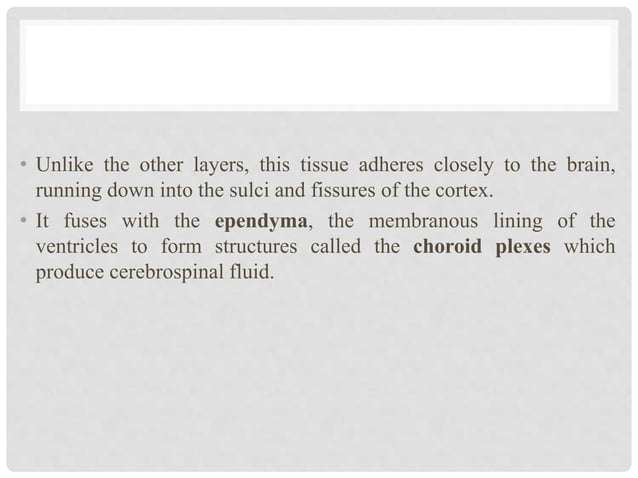 • Unlike the other layers, this tissue adheres closely to the brain,
running down into the sulci and fissures of the cortex.
• It fuses with the ependyma, the membranous lining of the
ventricles to form structures called the choroid plexes which
produce cerebrospinal fluid.